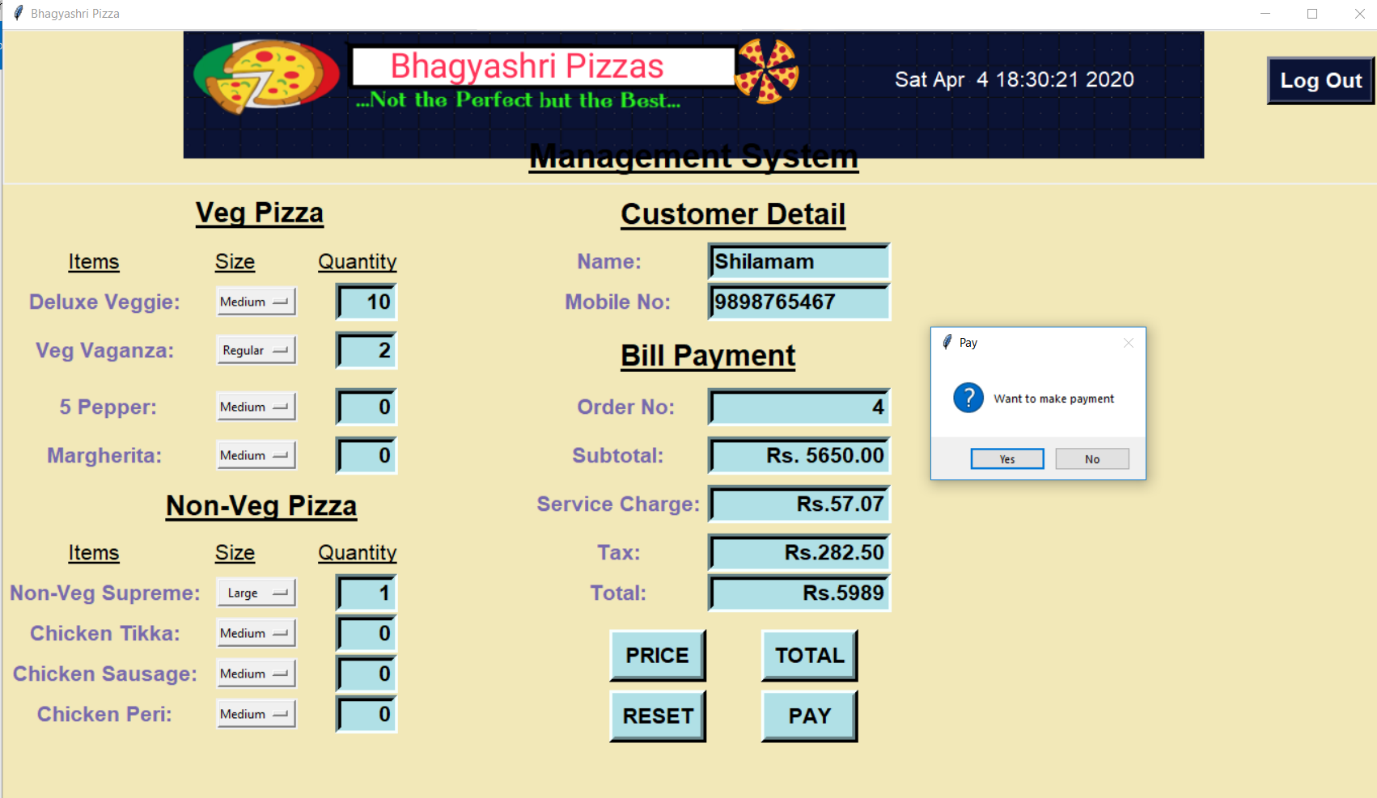 Bhagyashri Pizza
Bhagyashri Pizzas
...Not the Perfect but the Best...
Sat Apr 4 18:30:21 2020
Log Out
Management System
Veg Pizza
Items Size Quantity
Deluxe Veggie: Medium 10
Veg Vaganza: Regular 2
5 Pepper: Medium 0
Margherita: Medium 0
Non-Veg Pizza
Items Size Quantity
Non-Veg Supreme: Large 1
Chicken Tikka: Medium 0
Chicken Sausage: Medium 0
Chicken Peri: Medium 0
Customer Detail
Name: Shilamam
Mobile No: 9898765467
Bill Payment
Order No: 4
Subtotal: Rs. 5650.00
Service Charge: Rs.57.07
Tax: Rs.282.50
Total: Rs.5989
PRICE TOTAL
RESET PAY
Pay
? Want to make payment
Yes No